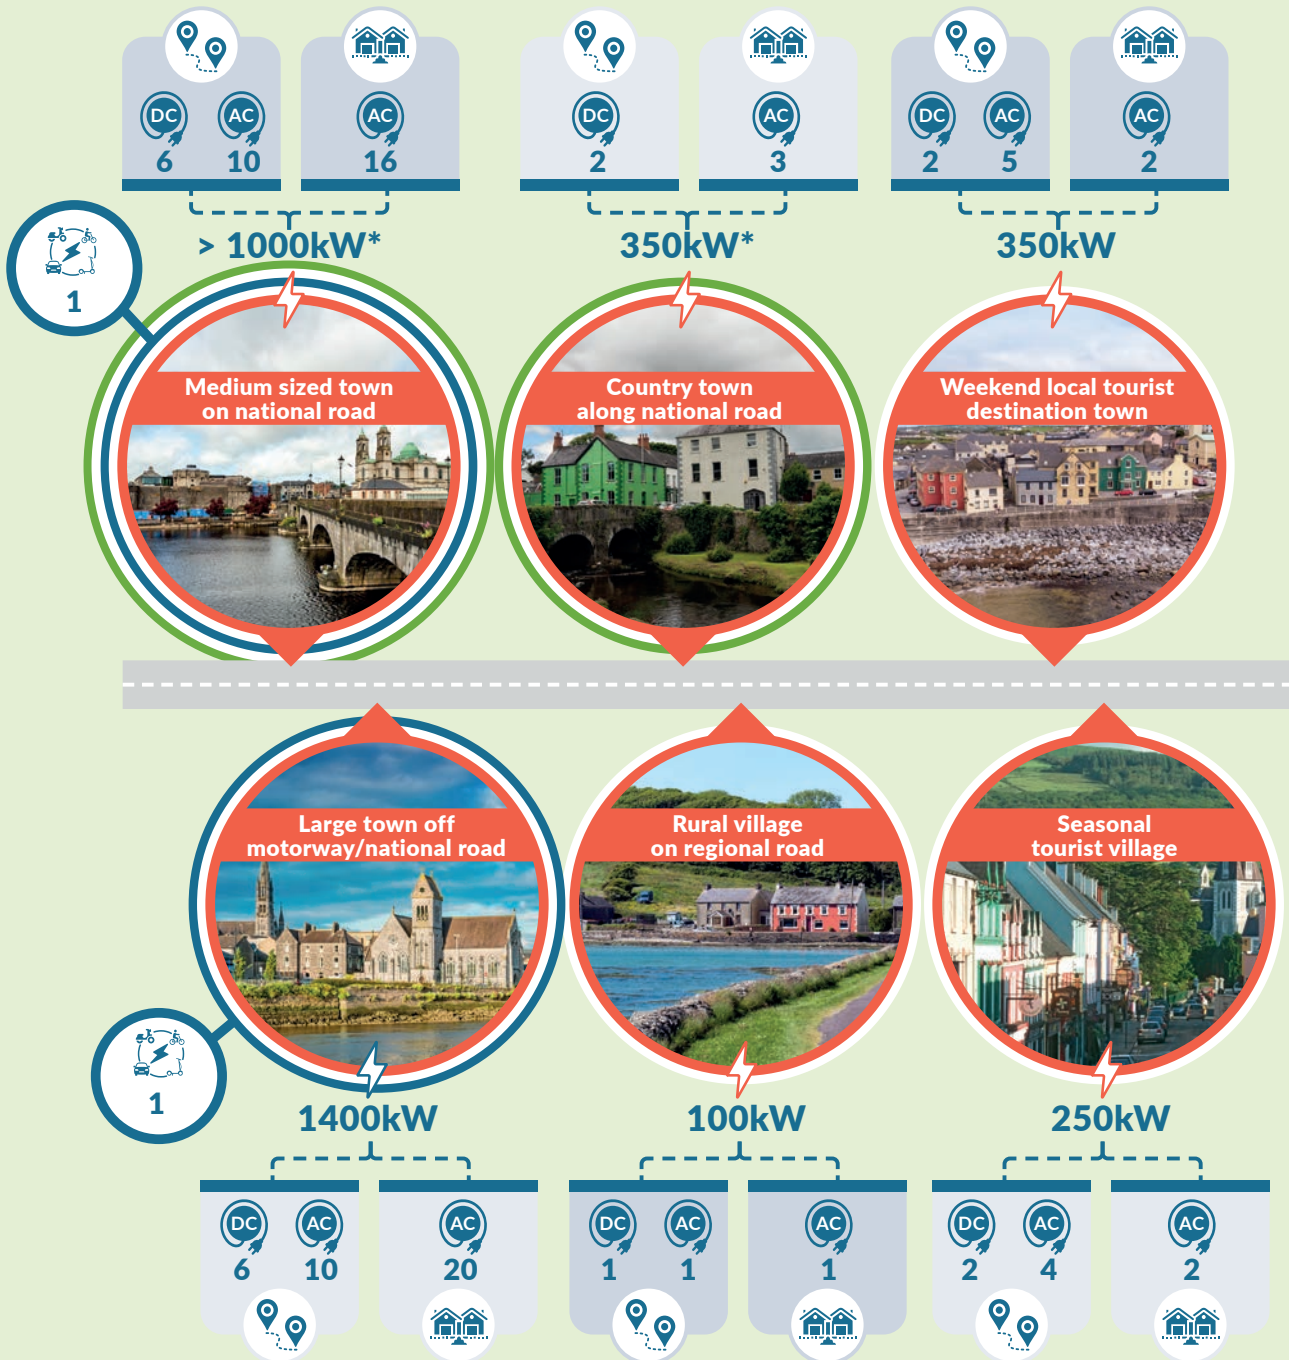 DC AC AC DC AC DC AC AC
6 10 16 2 3 2 5 2
> 1000kW* 350kW* 350kW
1
Medium sized town
on national road
Country town
along national road
Weekend local tourist
destination town
Large town off
motorway/national road
Rural village
on regional road
Seasonal
tourist village
1
1400kW 100kW 250kW
DC AC AC DC AC AC DC AC AC
6 10 20 1 1 1 2 4 2